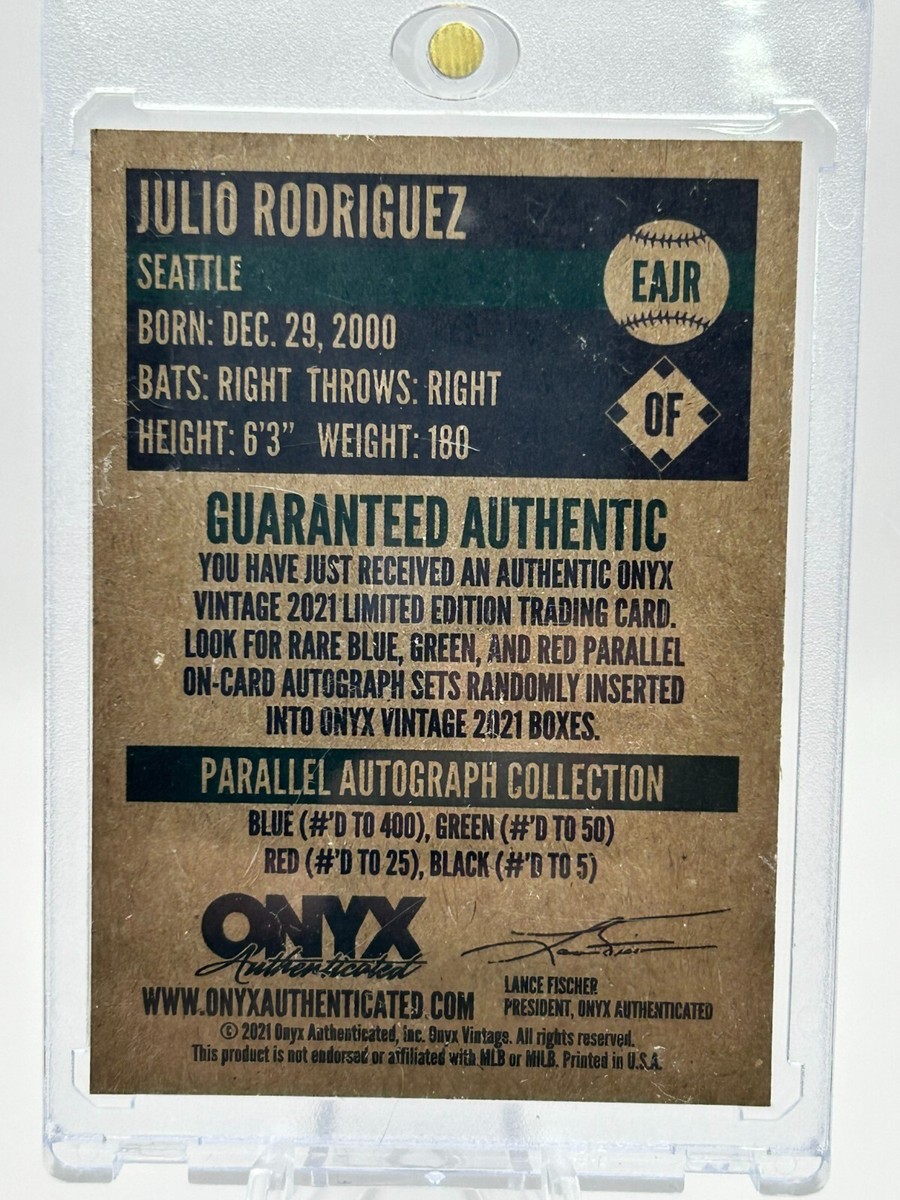 JULIO RODRIGUEZ
SEATTLE
EAJR
BORN: DEC. 29, 2000
BATS: RIGHT THROWS: RIGHT
OF
HEIGHT: 6'3" WEIGHT: 180
GUARANTEED AUTHENTIC
YOU HAVE JUST RECEIVED AN AUTHENTIC ONYX
VINTAGE 2021 LIMITED EDITION TRADING CARD.
LOOK FOR RARE BLUE, GREEN, AND RED PARALLEL
ON-CARD AUTOGRAPH SETS RANDOMLY INSERTED
INTO ONYX VINTAGE 2021 BOXES.
PARALLEL AUTOGRAPH COLLECTION
BLUE (#'D TO 400), GREEN (#'D TO 50)
RED (#'D TO 25), BLACK (#'D TO 5)
ONYX
Authenticated
LANCE FISCHER
PRESIDENT, ONYX AUTHENTICATED
WWW.ONYXAUTHENTICATED.COM
© 2021 Onyx Authenticated, Inc. Onyx Vintage. All rights reserved.
This product is not endorsed or affiliated with MLB or MiLB. Printed in U.S.A.